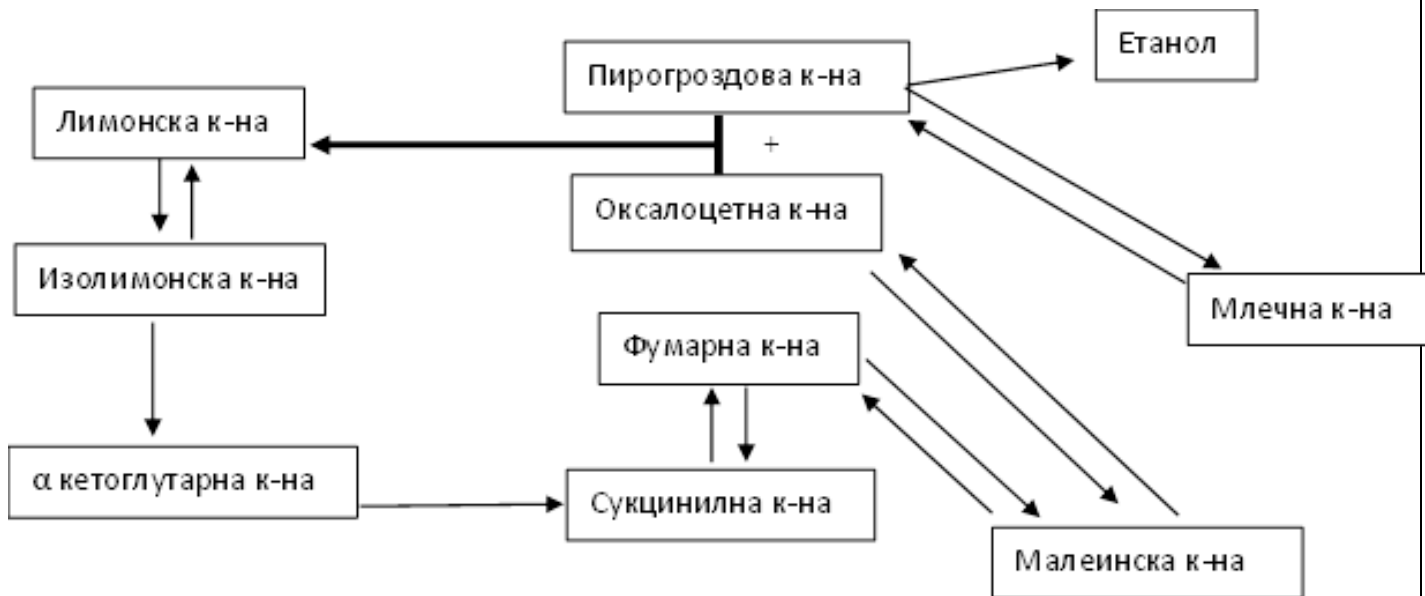 Етанол
Пирогроздова к-на
Лимонска к-на
+
Оксалоцетна к-на
Изолимонска к-на
Млечна к-на
Фумарна к-на
α кетоглутарна к-на
Сукцинилна к-на
Малеинска к-на